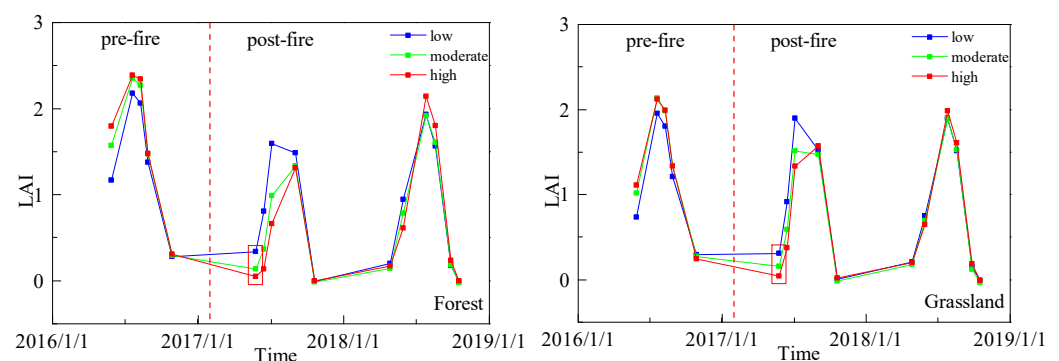 3
pre-fire
post-fire
low
moderate
high
2
LAI
1
0
Forest
2016/1/1
2017/1/1
2018/1/1
2019/1/1
Time
3
pre-fire
post-fire
low
moderate
high
2
LAI
1
0
Grassland
2016/1/1
2017/1/1
2018/1/1
2019/1/1
Time